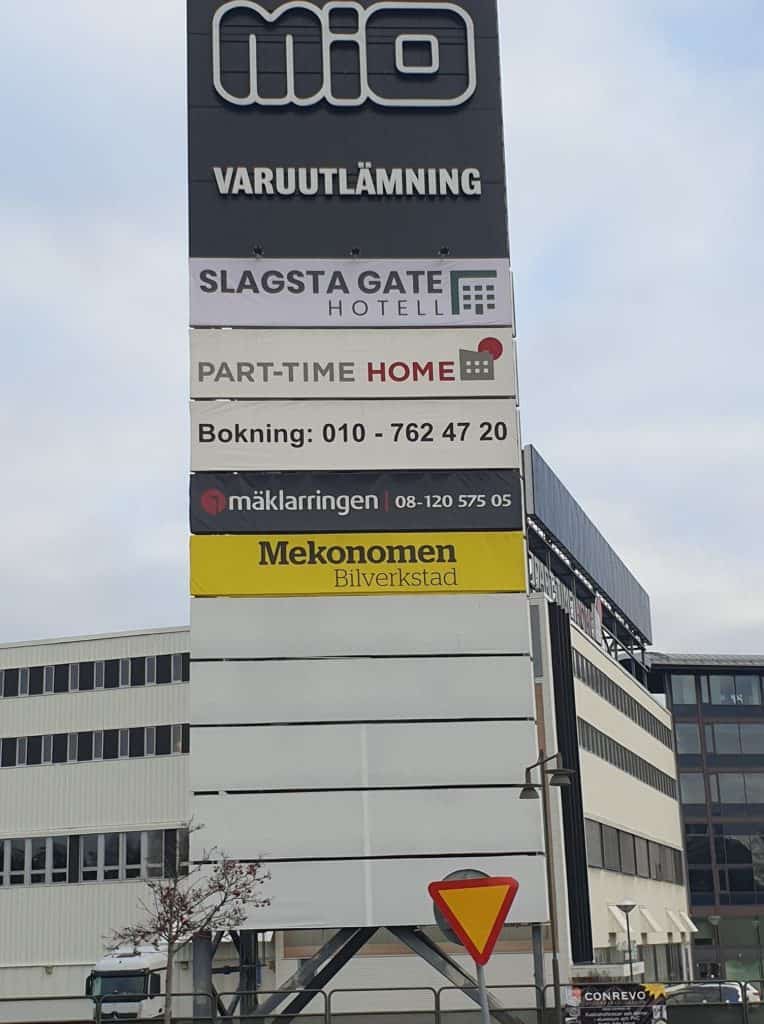 mio
VARUUTLÄMNING
SLAGSTA GATE
HOTELL
PART-TIME HOME
Bokning: 010 - 762 47 20
mäklarringen | 08-120 575 05
Mekonomen
Bilverkstad
CONREVO